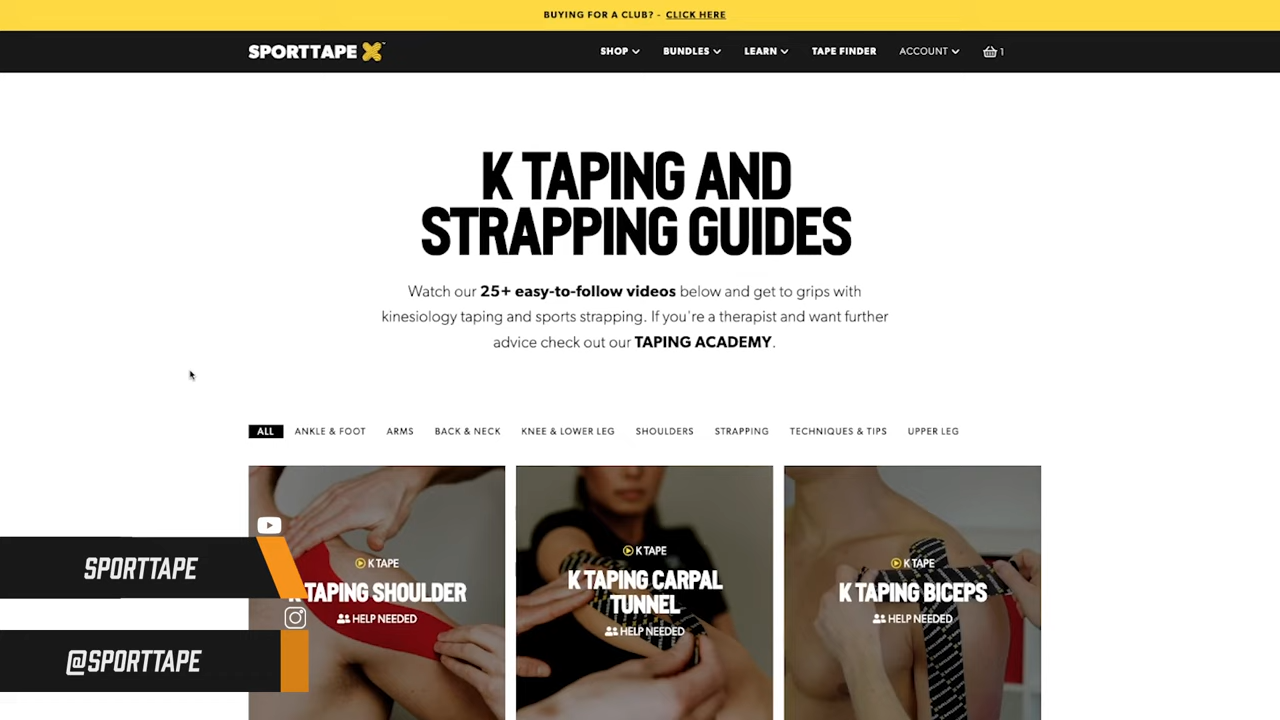 BUYING FOR A CLUB? - CLICK HERE
SPORTTAPE
SHOP
BUNDLES
LEARN
TAPE FINDER
ACCOUNT
1
K TAPING AND
STRAPPING GUIDES
Watch our 25+ easy-to-follow videos below and get to grips with
kinesiology taping and sports strapping. If you're a therapist and want further
advice check out our TAPING ACADEMY.
ALL
ANKLE & FOOT
ARMS
BACK & NECK
KNEE & LOWER LEG
SHOULDERS
STRAPPING
TECHNIQUES & TIPS
UPPER LEG
K TAPE
K TAPING SHOULDER
HELP NEEDED
K TAPE
K TAPING CARPAL
TUNNEL
HELP NEEDED
K TAPE
K TAPING BICEPS
HELP NEEDED
SPORTTAPE
@SPORTTAPE